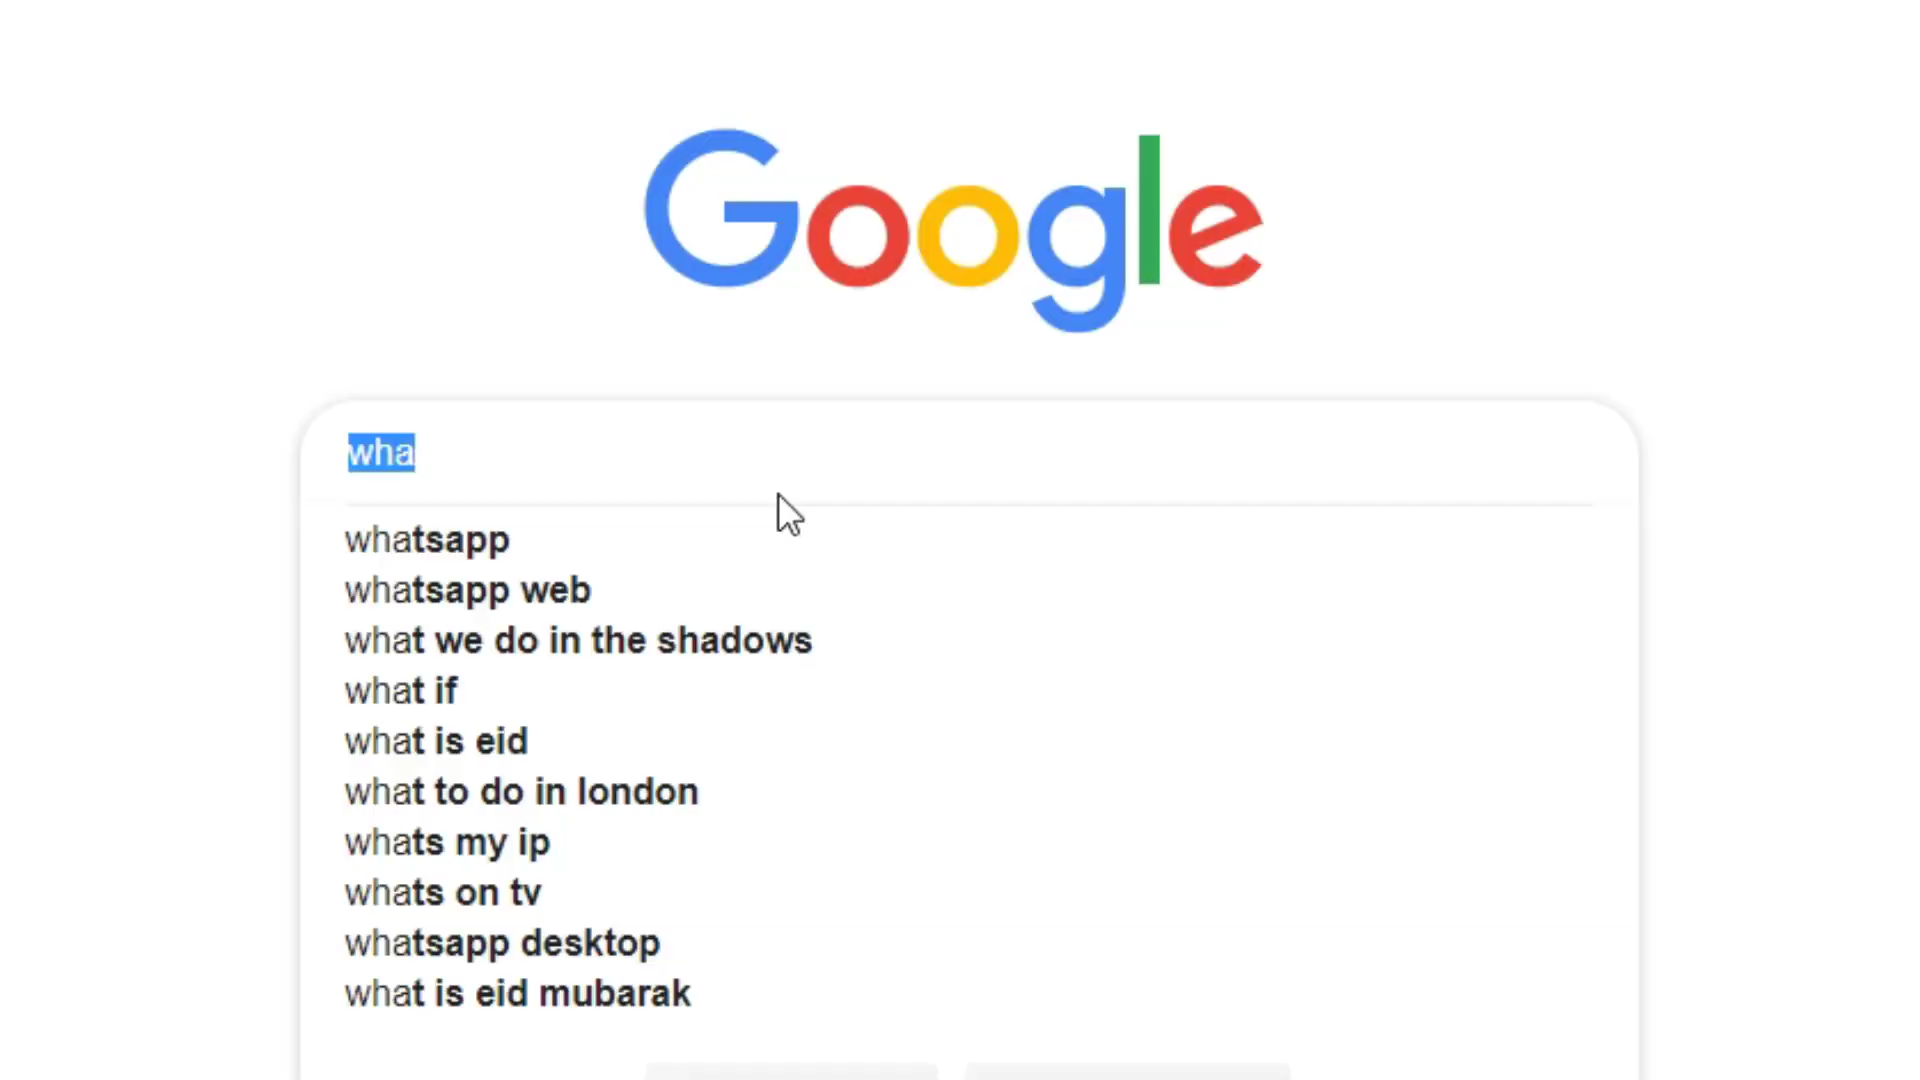 Google
wha
whatsapp
whatsapp web
what we do in the shadows
what if
what is eid
what to do in london
whats my ip
whats on tv
whatsapp desktop
what is eid mubarak